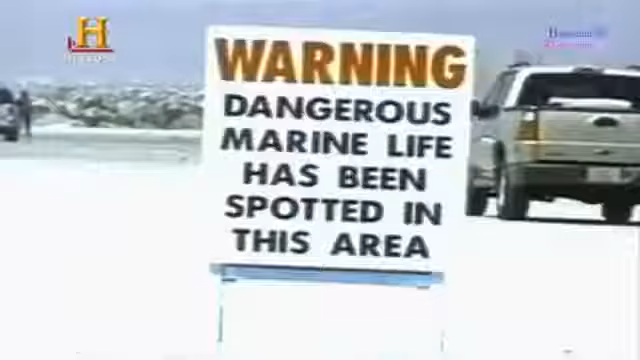 H
WARNING
DANGEROUS
MARINE LIFE
HAS BEEN
SPOTTED IN
THIS AREA